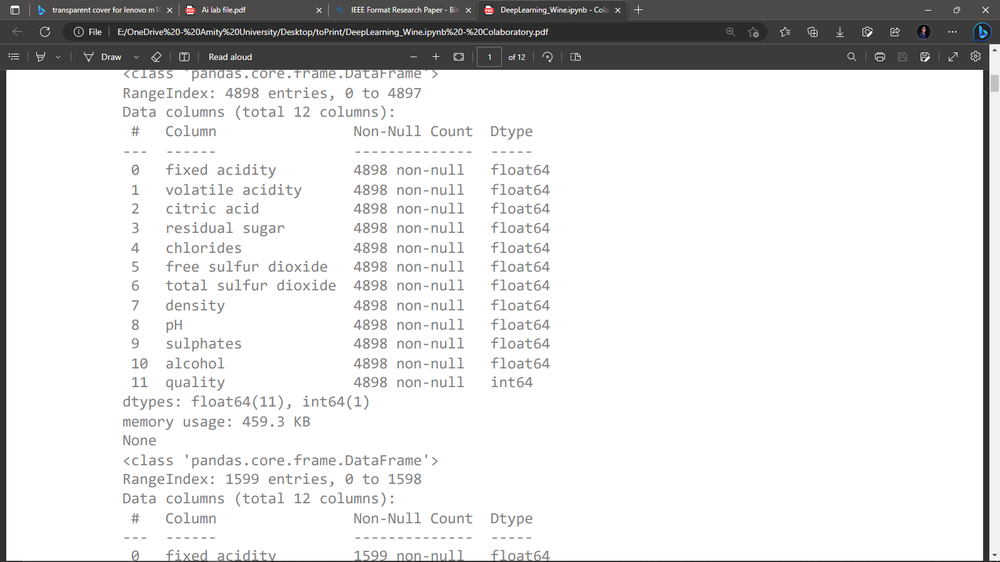 transparent cover for lenovo m10
Ai lab file.pdf
IEEE Format Research Paper - Bin
DeepLearning_Wine.ipynb - Cola
File
E:/OneDrive%20-%20Amity%20University/Desktop/toPrint/DeepLearning_Wine.ipynb%20-%20Colaboratory.pdf
Draw
Read aloud
1 of 12
<class 'pandas.core.frame.DataFrame'>
RangeIndex: 4898 entries, 0 to 4897
Data columns (total 12 columns):
# Column Non-Null Count Dtype
--- ------ -------------- -----
0 fixed acidity 4898 non-null float64
1 volatile acidity 4898 non-null float64
2 citric acid 4898 non-null float64
3 residual sugar 4898 non-null float64
4 chlorides 4898 non-null float64
5 free sulfur dioxide 4898 non-null float64
6 total sulfur dioxide 4898 non-null float64
7 density 4898 non-null float64
8 pH 4898 non-null float64
9 sulphates 4898 non-null float64
10 alcohol 4898 non-null float64
11 quality 4898 non-null int64
dtypes: float64(11), int64(1)
memory usage: 459.3 KB
None
<class 'pandas.core.frame.DataFrame'>
RangeIndex: 1599 entries, 0 to 1598
Data columns (total 12 columns):
# Column Non-Null Count Dtype
--- ------ -------------- -----
0 fixed acidity 1599 non-null float64